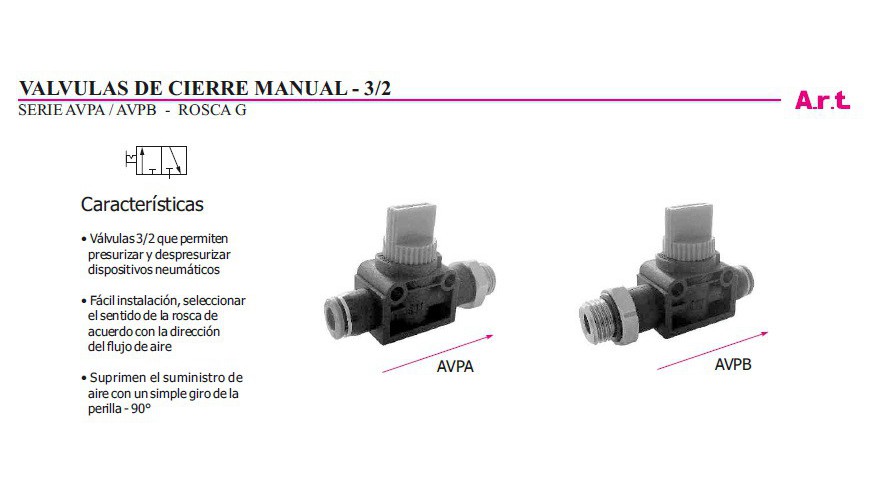 VALVULAS DE CIERRE MANUAL - 3/2
SERIE AVPA / AVPB - ROSCA G
A.r.t.
Características
• Válvulas 3/2 que permiten
presurizar y despresurizar
dispositivos neumáticos
• Fácil instalación, seleccionar
el sentido de la rosca de
acuerdo con la dirección
del flujo de aire
• Suprimen el suministro de
aire con un simple giro de la
perilla - 90°
AVPA
AVPB